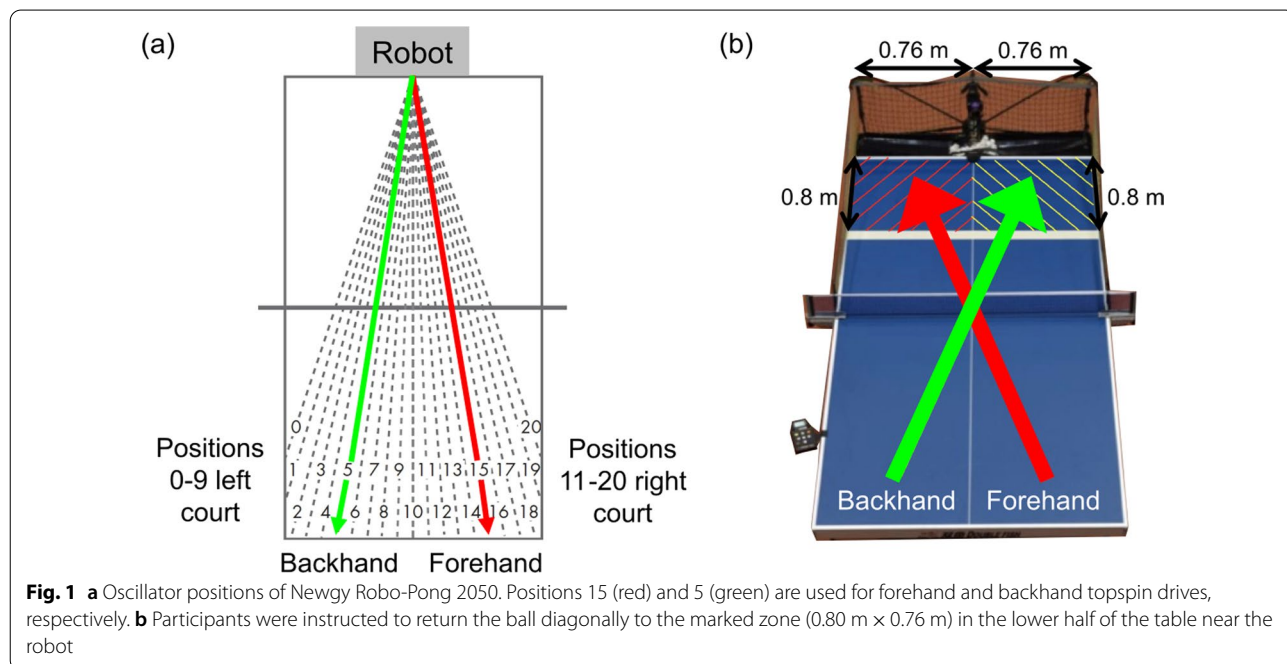 (a)
Robot
0
20
1 3 5 7 9 11 13 15 17 19
2 4 6 8 10 12 14 16 18
Positions
0-9 left
court
Positions
11-20 right
court
Backhand Forehand
(b)
0.76 m 0.76 m
0.8 m
0.8 m
Backhand Forehand
Fig. 1 a Oscillator positions of Newgy Robo-Pong 2050. Positions 15 (red) and 5 (green) are used for forehand and backhand topspin drives,
respectively. b Participants were instructed to return the ball diagonally to the marked zone (0.80 m × 0.76 m) in the lower half of the table near the
robot